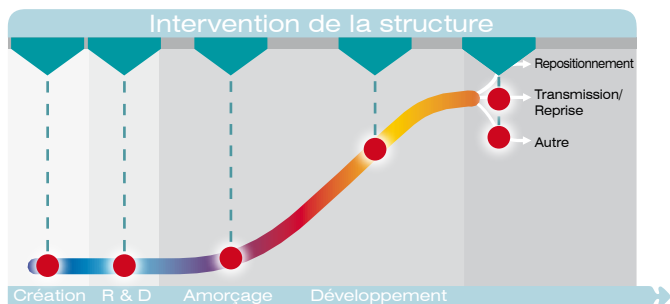 Intervention de la structure
Repositionnement
Transmission/
Reprise
Autre
Création
R & D
Amorçage
Développement